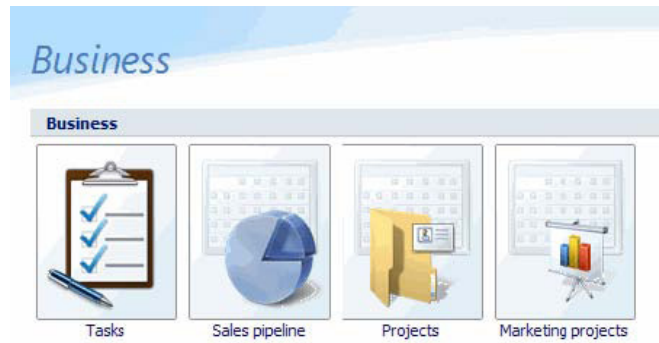 Business
Business
Tasks
Sales pipeline
Projects
Marketing projects